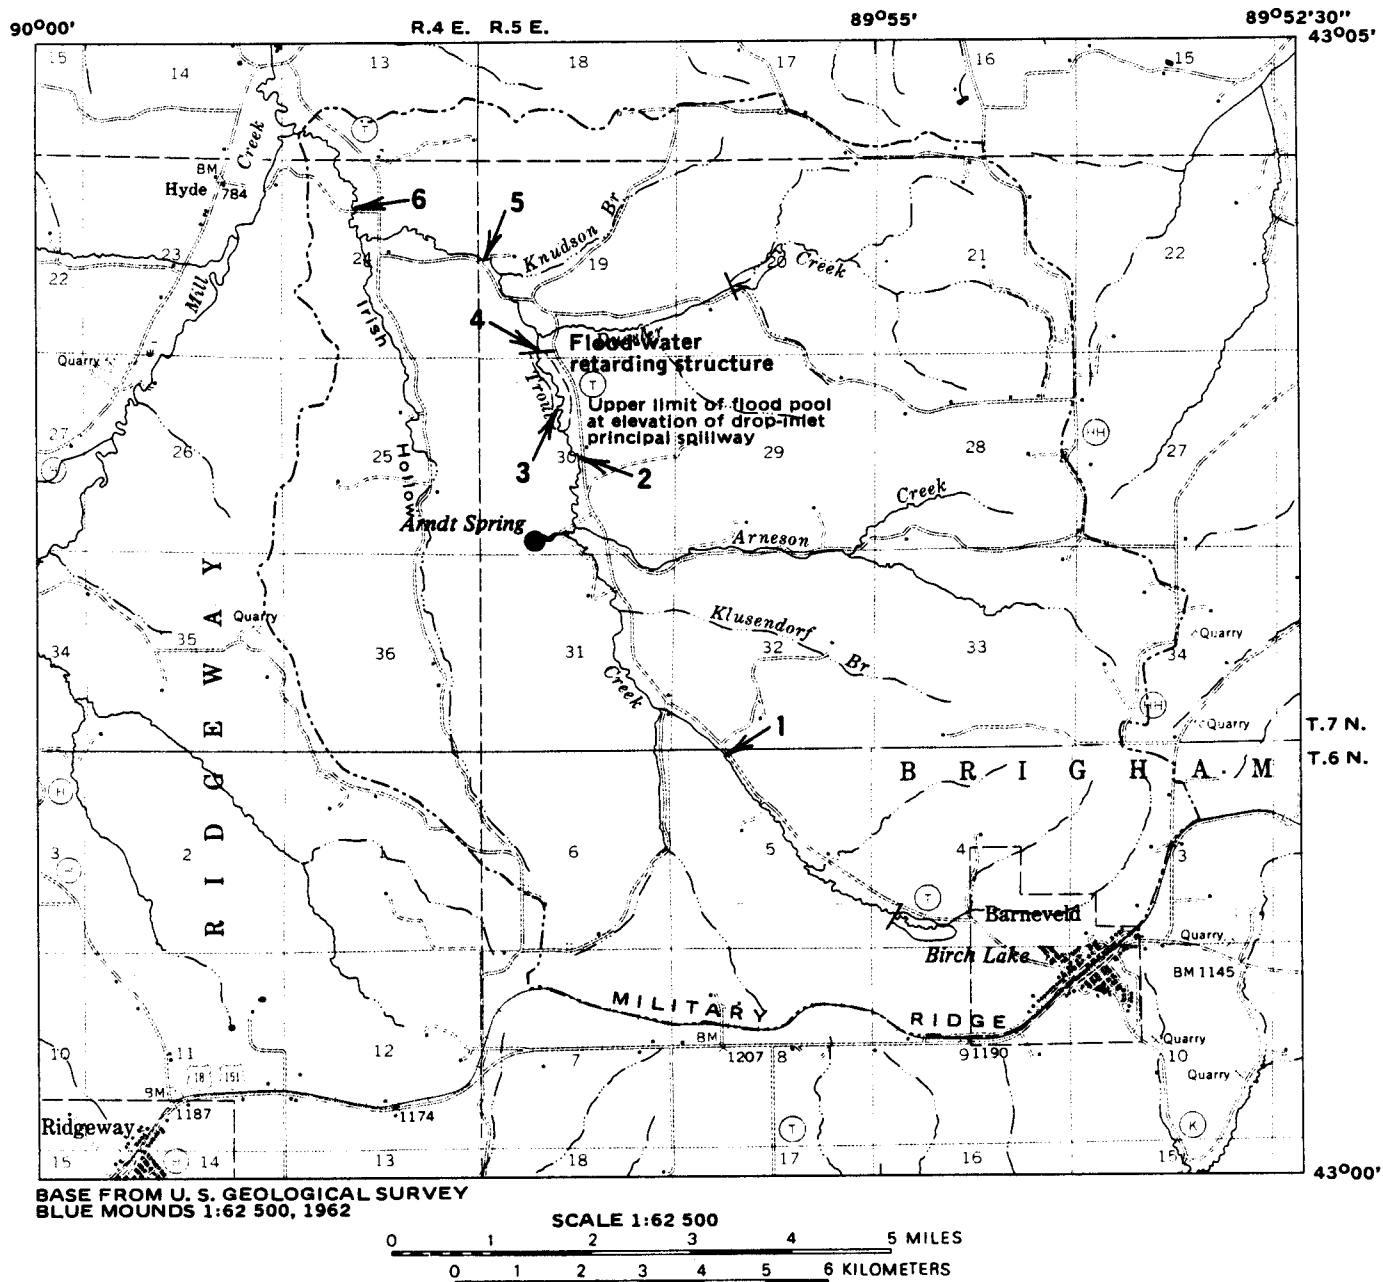 90°00'
R.4 E.
R.5 E.
89°55'
89°52'30"
43°05'
15
14
13
18
17
16
15
T
Creek
BM
Hyde
784
6
5
Knudson Br
23
22
24
19
20
Creek
21
22
Mill
Irish
4
Flood water
retarding structure
Quarry
Trout
T
Upper limit of flood pool
at elevation of drop-inlet
principal spillway
HH
27
H
26
25
Hollow
3
30
2
29
28
27
Arndt Spring
Creek
Arneson
Quarry
Klusendorf
Br
Quarry
34
35
36
31
32
33
34
Creek
HH
1
Quarry
T.7 N.
T.6 N.
RIDGEWAY
BRIGHAM
H
3
2
6
5
4
3
H
T
Barneveld
Birch Lake
Quarry
BM 1145
MILITARY
RIDGE
10
11
12
7
BM
1207
8
9
1190
Quarry
10
Quarry
18
151
BM
1187
1174
Ridgeway
T
K
15
H
14
13
18
17
16
15
43°00'
BASE FROM U. S. GEOLOGICAL SURVEY
BLUE MOUNDS 1:62 500, 1962
SCALE 1:62 500
0 1 2 3 4 5 MILES
0 1 2 3 4 5 6 KILOMETERS